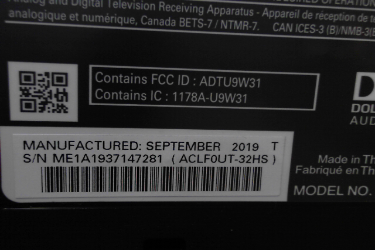 Analog and Digital Television Receiving Apparatus - Appareil de réception de
analogique et numérique, Canada BETS-7 / NTMR-7. CAN ICES-3 (B)/NMB-3(B
Contains FCC ID : ADTU9W31
Contains IC : 1178A-U9W31
DOL
AUD
MANUFACTURED: SEPTEMBER 2019 T
S/N ME1A1937147281 ( ACLF0UT-32HS )
Made in Th
Fabriqué en Th
MODEL NO.